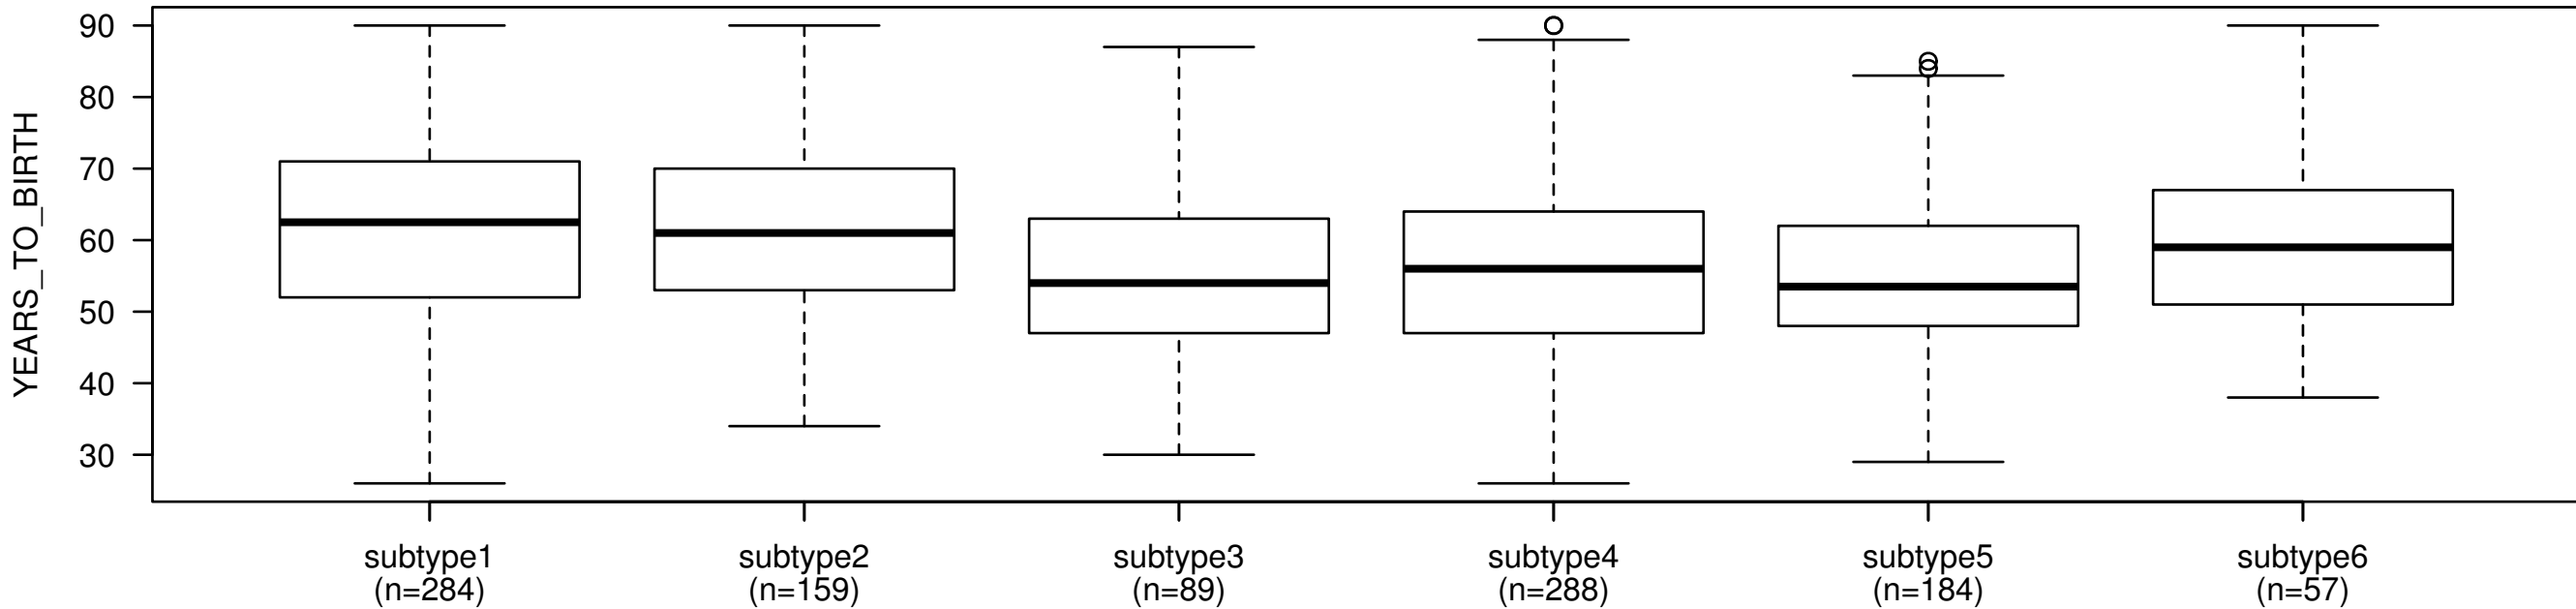 YEARS_TO_BIRTH
90
80
70
60
50
40
30
subtype1 subtype2 subtype3 subtype4 subtype5 subtype6
(n=284) (n=159) (n=89) (n=288) (n=184) (n=57)